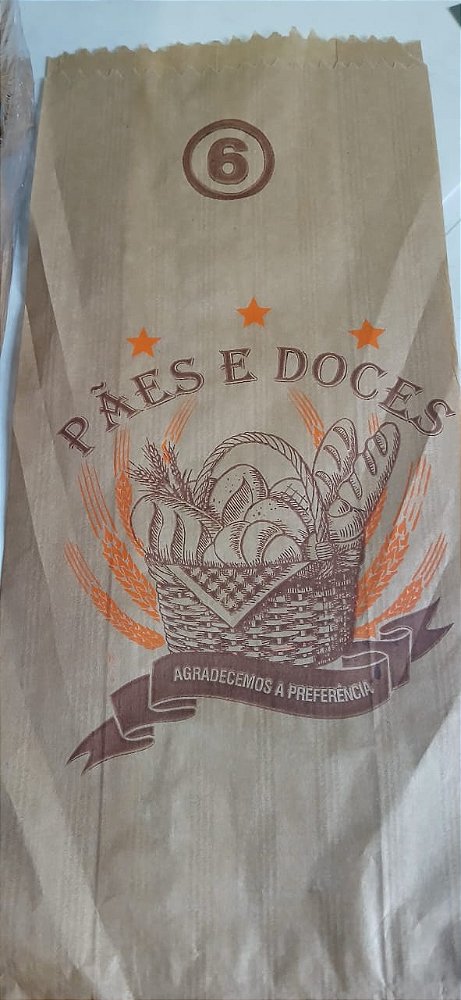 6
PÃES E DOCES
AGRADECEMOS A PREFERÊNCIA